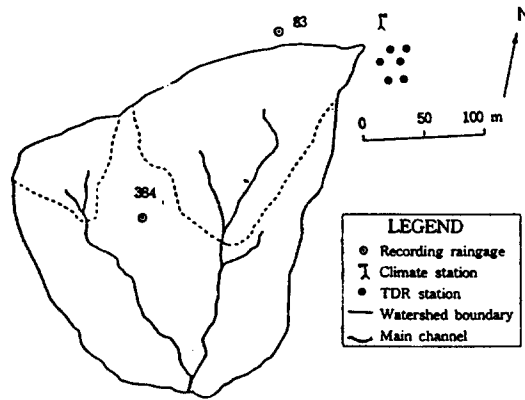 83
N
0 50 100 m
384
LEGEND
Recording raingage
Climate station
TDR station
Watershed boundary
Main channel